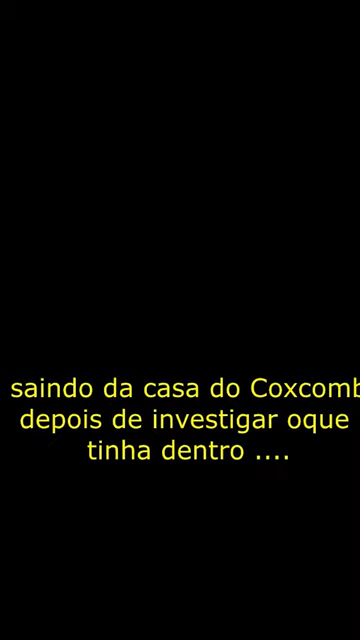 saindo da casa do Coxcomb
depois de investigar oque
tinha dentro ....